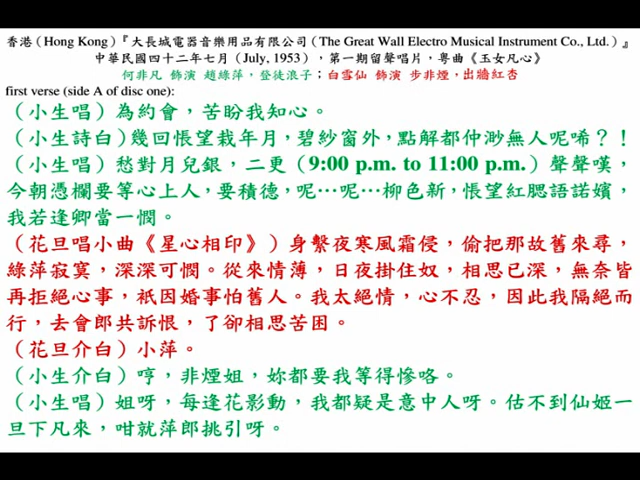 香港（Hong Kong）『大長城電器音樂用品有限公司（The Great Wall Electro Musical Instrument Co., Ltd.）』
中華民國四十二年七月（July, 1953），第一期留聲唱片，粵曲《玉女凡心》
何非凡 飾演 趙綠萍，登徒浪子；白雪仙 飾演 步非煙，出牆紅杏
first verse (side A of disc one):
（小生唱）為約會，苦盼我知心。
（小生詩白）幾回悵望栽年月，碧紗窗外，點解都仲渺無人呢唏？！
（小生唱）愁對月兒銀，二更（9:00 p.m. to 11:00 p.m.）聲聲嘆，
今朝憑欄要等心上人，要積德，呢…呢…柳色新，悵望紅腮語諾嬪，
我若逢卿當一憫。
（花旦唱小曲《星心相印》）身繫夜寒風霜侵，偷把那故舊來尋，
綠萍寂寞，深深可憫。從來情薄，日夜掛住奴，相思已深，無奈皆
再拒絕心事，祇因婚事怕舊人。我太絕情，心不忍，因此我隔絕而
行，去會郎共訴恨，了卻相思苦困。
（花旦介白）小萍。
（小生介白）哼，非煙姐，妳都要我等得慘咯。
（小生唱）姐呀，每逢花影動，我都疑是意中人呀。估不到仙姬一
旦下凡來，咁就萍郎挑引呀。